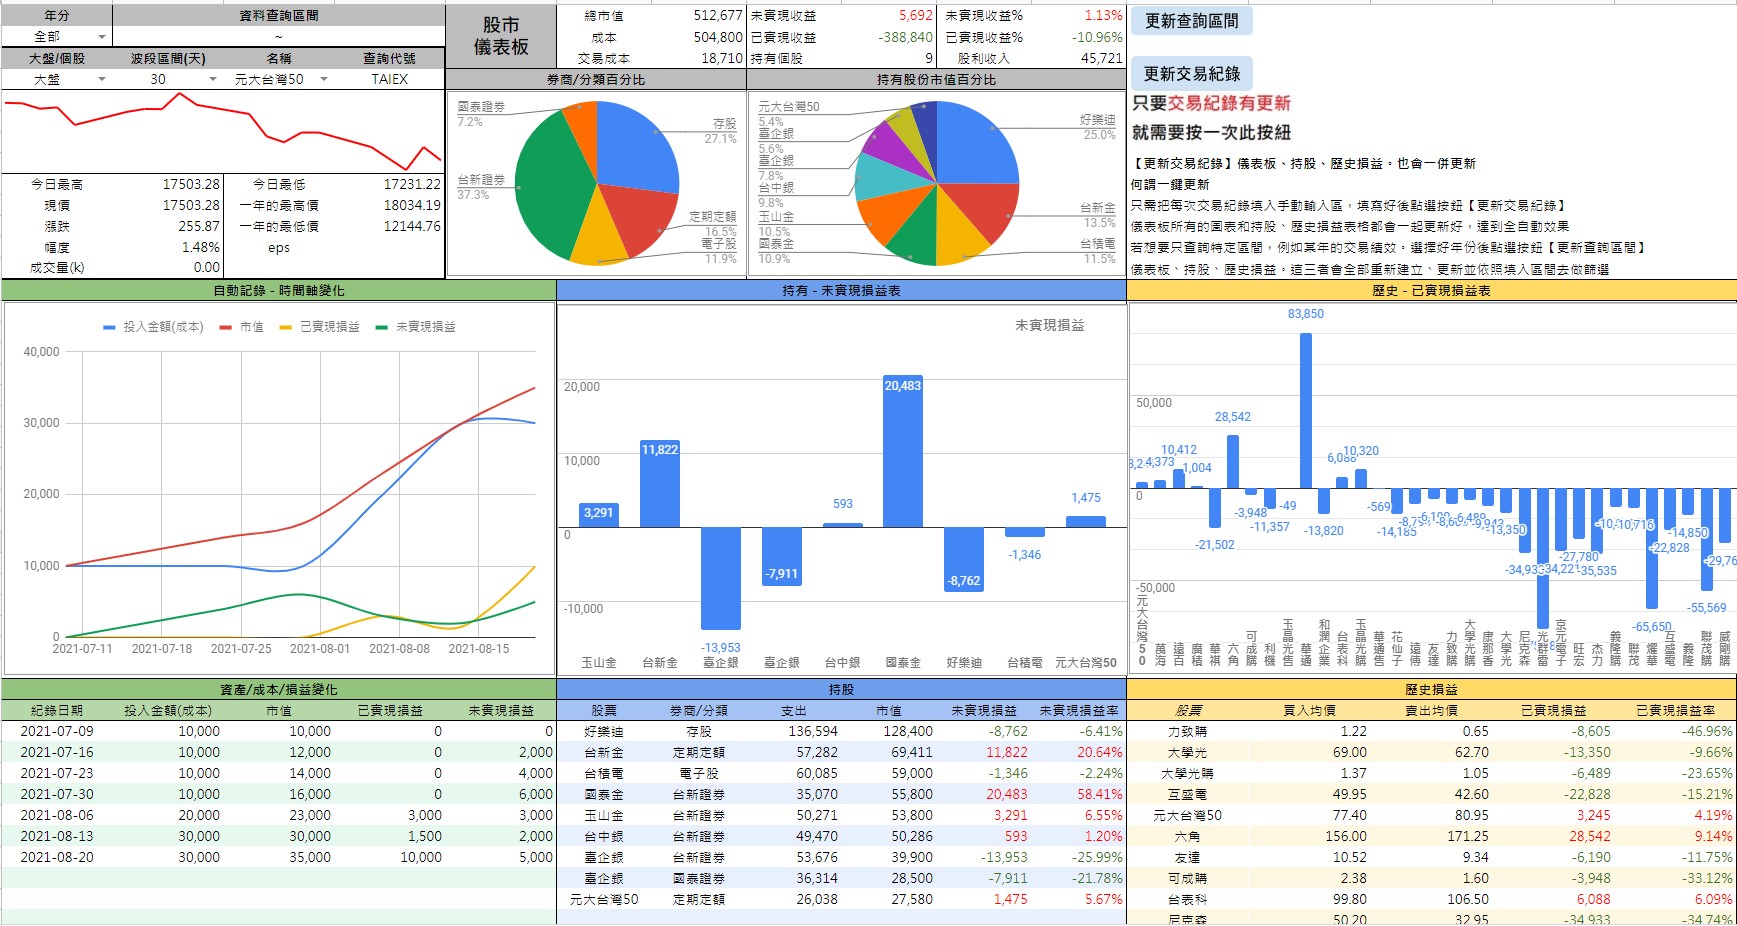 年分 資料查詢區間
全部 ~
大盤/個股 波段區間(天) 名稱 查詢代號
大盤 30 元大台灣50 TAIEX
今日最高 17503.28 今日最低 17231.22
現價 17503.28 一年的最高價 18034.19
漲跌 255.87 一年的最低價 12144.76
幅度 1.48% eps
成交量(k) 0.00
股市
儀表板
總市值 512,677 未實現收益 5,692 未實現收益% 1.13%
成本 504,800 已實現收益 -388,840 已實現收益% -10.96%
交易成本 18,710 持有個股 9 股利收入 45,721
券商/分類百分比
國泰證券
7.2%
存股
27.1%
台新證券
37.3%
定期定額
16.5%
電子股
11.9%
持有股份市值百分比
元大台灣50
5.4%
臺企銀
5.6%
臺企銀
7.8%
台中銀
9.8%
玉山金
10.5%
國泰金
10.9%
好樂迪
25.0%
台新金
13.5%
台積電
11.5%
更新查詢區間
更新交易紀錄
只要交易紀錄有更新
就需要按一次此按鈕
【更新交易紀錄】儀表板、持股、歷史損益。也會一併更新
何謂一鍵更新
只需把每次交易紀錄填入手動輸入區，填寫好後點選按鈕【更新交易紀錄】
儀表板所有的圖表和持股、歷史損益表格都會一起更新好，達到全自動效果
若想要只查詢特定區間，例如某年的交易績效。選擇好年份後點選按鈕【更新查詢區間】
儀表板、持股、歷史損益。這三者會全部重新建立、更新並依照填入區間去做篩選
自動記錄 - 時間軸變化
投入金額(成本) 市值 已實現損益 未實現損益
40,000
30,000
20,000
10,000
0
2021-07-11 2021-07-18 2021-07-25 2021-08-01 2021-08-08 2021-08-15
持有 - 未實現損益表
未實現損益
20,000
10,000
0
-10,000
3,291 11,822 -13,953 -7,911 593 20,483 -8,762 -1,346 1,475
玉山金 台新金 臺企銀 臺企銀 台中銀 國泰金 好樂迪 台積電 元大台灣50
歷史 - 已實現損益表
50,000
0
-50,000
4,373 10,412 1,004 -21,502 28,542 -3,948 -11,357 -49 83,850 -13,820 6,088 10,320 -569 -14,185 -6,190 -6,489 -9,943 -13,350 -34,933 -34,221 -27,780 -35,535 -10,716 -65,650 -22,828 -14,850 -55,569 -29,76
元大台灣50 萬海 遠百 廣積 華祺 六角 可成購 利機 玉晶光售 華通 和潤企業 台表科 玉晶光購 華通售 花仙子 遠傳 友達 力致購 大學光購 康那香 大學光 尼克森 光群雷 京元電子 旺宏 杰力 義隆購 聯茂 燿華 互盛電 義隆 聯茂購 威剛購
資產/成本/損益變化
紀錄日期 投入金額(成本) 市值 已實現損益 未實現損益
2021-07-09 10,000 10,000 0 0
2021-07-16 10,000 12,000 0 2,000
2021-07-23 10,000 14,000 0 4,000
2021-07-30 10,000 16,000 0 6,000
2021-08-06 20,000 23,000 3,000 3,000
2021-08-13 30,000 30,000 1,500 2,000
2021-08-20 30,000 35,000 10,000 5,000
持股
股票 券商/分類 支出 市值 未實現損益 未實現損益率
好樂迪 存股 136,594 128,400 -8,762 -6.41%
台新金 定期定額 57,282 69,411 11,822 20.64%
台積電 電子股 60,085 59,000 -1,346 -2.24%
國泰金 台新證券 35,070 55,800 20,483 58.41%
玉山金 台新證券 50,271 53,800 3,291 6.55%
台中銀 台新證券 49,470 50,286 593 1.20%
臺企銀 台新證券 53,676 39,900 -13,953 -25.99%
臺企銀 國泰證券 36,314 28,500 -7,911 -21.78%
元大台灣50 定期定額 26,038 27,580 1,475 5.67%
歷史損益
股票 買入均價 賣出均價 已實現損益 已實現損益率
力致購 1.22 0.65 -8,605 -46.96%
大學光 69.00 62.70 -13,350 -9.66%
大學光購 1.37 1.05 -6,489 -23.65%
互盛電 49.95 42.60 -22,828 -15.21%
元大台灣50 77.40 80.95 3,245 4.19%
六角 156.00 171.25 28,542 9.14%
友達 10.52 9.34 -6,190 -11.75%
可成購 2.38 1.60 -3,948 -33.12%
台表科 99.80 106.50 6,088 6.09%
尼克森 50.20 32.95 -34,933 -34.74%